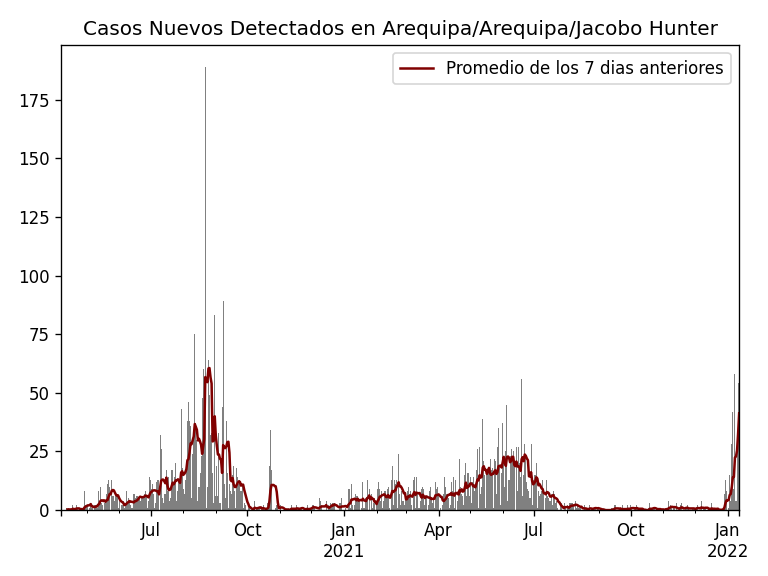 Casos Nuevos Detectados en Arequipa/Arequipa/Jacobo Hunter
Promedio de los 7 dias anteriores
175
150
125
100
75
50
25
0
Jul
Oct
Jan
2021
Apr
Jul
Oct
Jan
2022